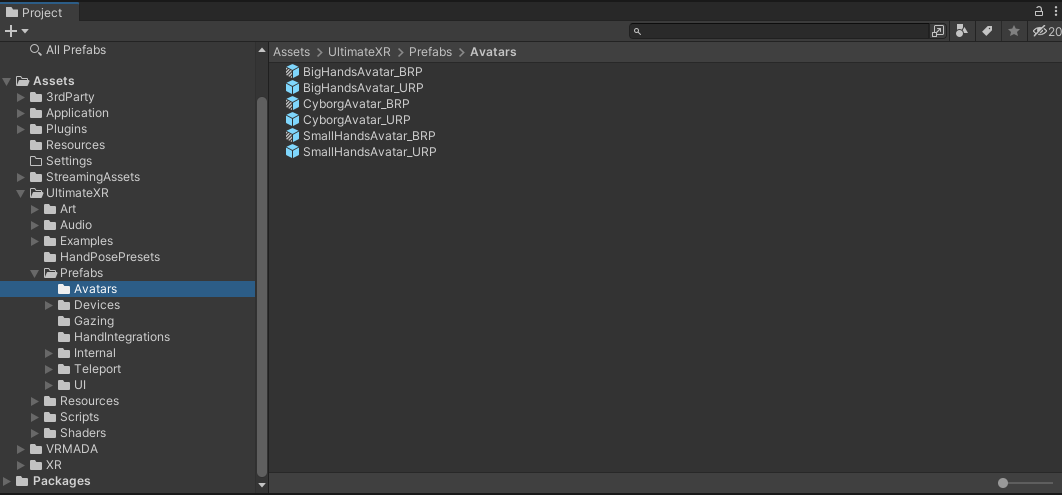 Project
20
All Prefabs
Assets
3rdParty
Application
Plugins
Resources
Settings
StreamingAssets
UltimateXR
Art
Audio
Examples
HandPosePresets
Prefabs
Avatars
Devices
Gazing
HandIntegrations
Internal
Teleport
UI
Resources
Scripts
Shaders
VRMADA
XR
Packages
Assets > UltimateXR > Prefabs > Avatars
BigHandsAvatar_BRP
BigHandsAvatar_URP
CyborgAvatar_BRP
CyborgAvatar_URP
SmallHandsAvatar_BRP
SmallHandsAvatar_URP